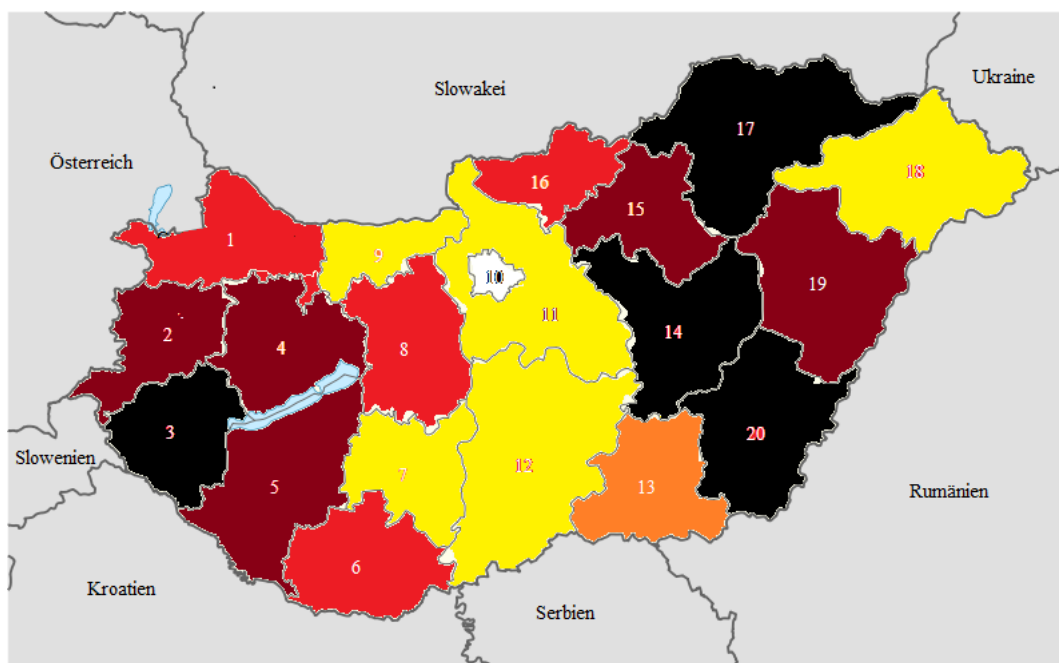 Ukraine
Slowakei
17
Österreich
18
16
15
1
9
10
19
11
2
4
14
8
3
20
Slowenien
12
7
5
13
Rumänien
6
Kroatien
Serbien